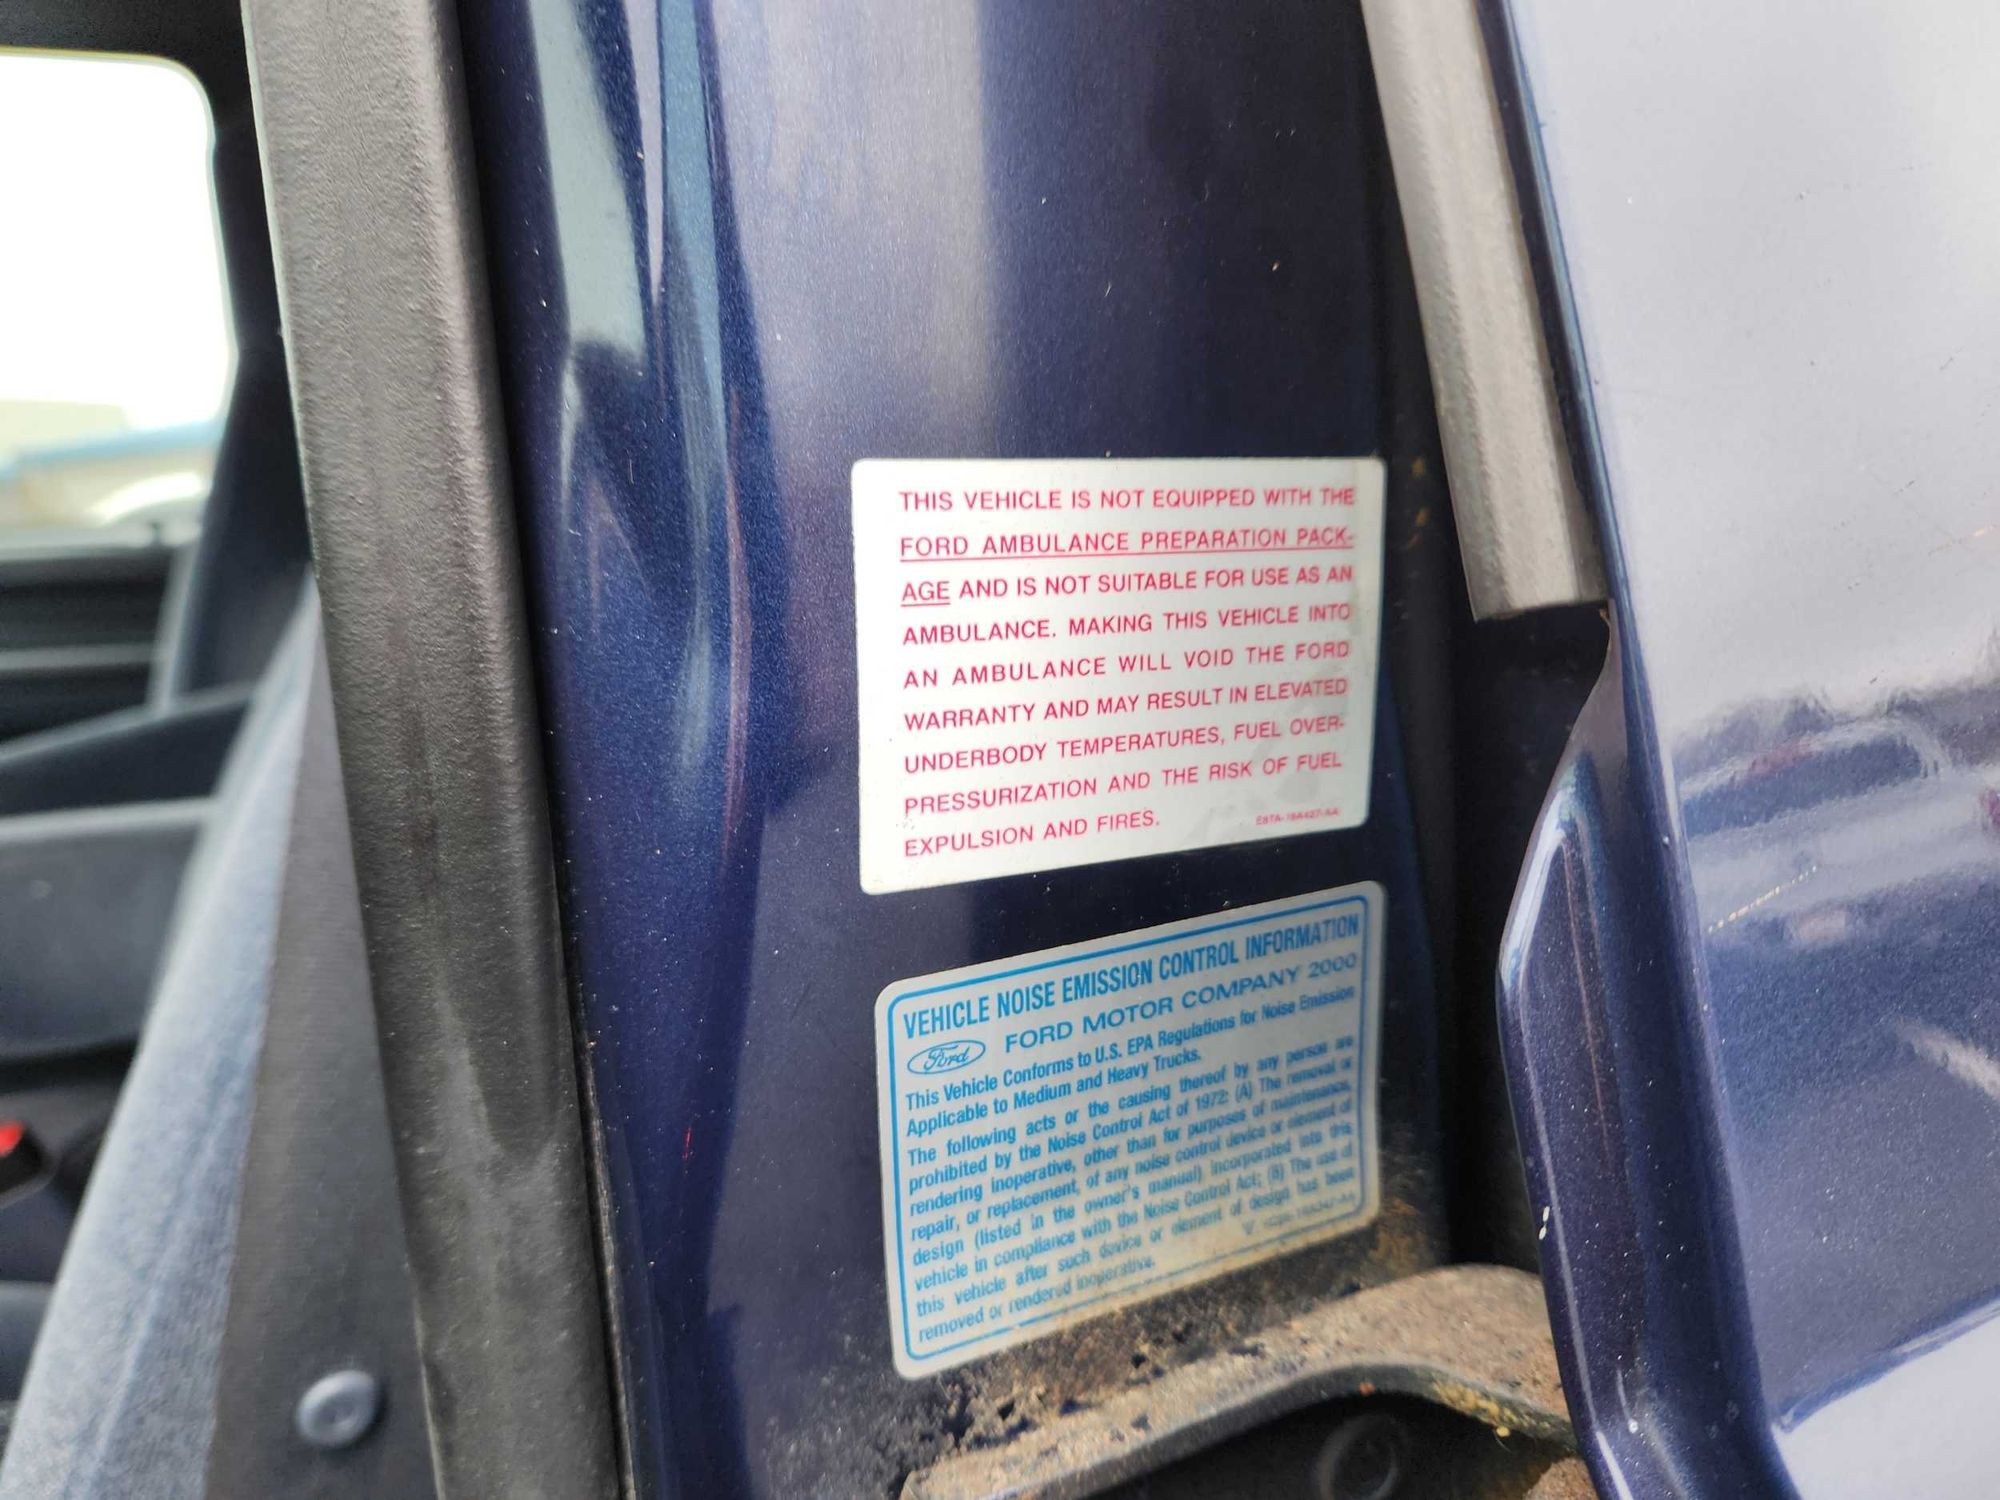 THIS VEHICLE IS NOT EQUIPPED WITH THE
FORD AMBULANCE PREPARATION PACK-
AGE AND IS NOT SUITABLE FOR USE AS AN
AMBULANCE. MAKING THIS VEHICLE INTO
AN AMBULANCE WILL VOID THE FORD
WARRANTY AND MAY RESULT IN ELEVATED
UNDERBODY TEMPERATURES, FUEL OVER-
PRESSURIZATION AND THE RISK OF FUEL
EXPULSION AND FIRES.
E87A-19A427-AA
VEHICLE NOISE EMISSION CONTROL INFORMATION
Ford FORD MOTOR COMPANY 2000
This Vehicle Conforms to U.S. EPA Regulations for Noise Emission
Applicable to Medium and Heavy Trucks.
The following acts or the causing thereof by any person are
prohibited by the Noise Control Act of 1972: (A) The removal or
rendering inoperative, other than for purposes of maintenance,
repair, or replacement, of any noise control device or element of
design (listed in the owner's manual) incorporated into this
vehicle in compliance with the Noise Control Act; (B) The use of
this vehicle after such device or element of design has been
removed or rendered inoperative.